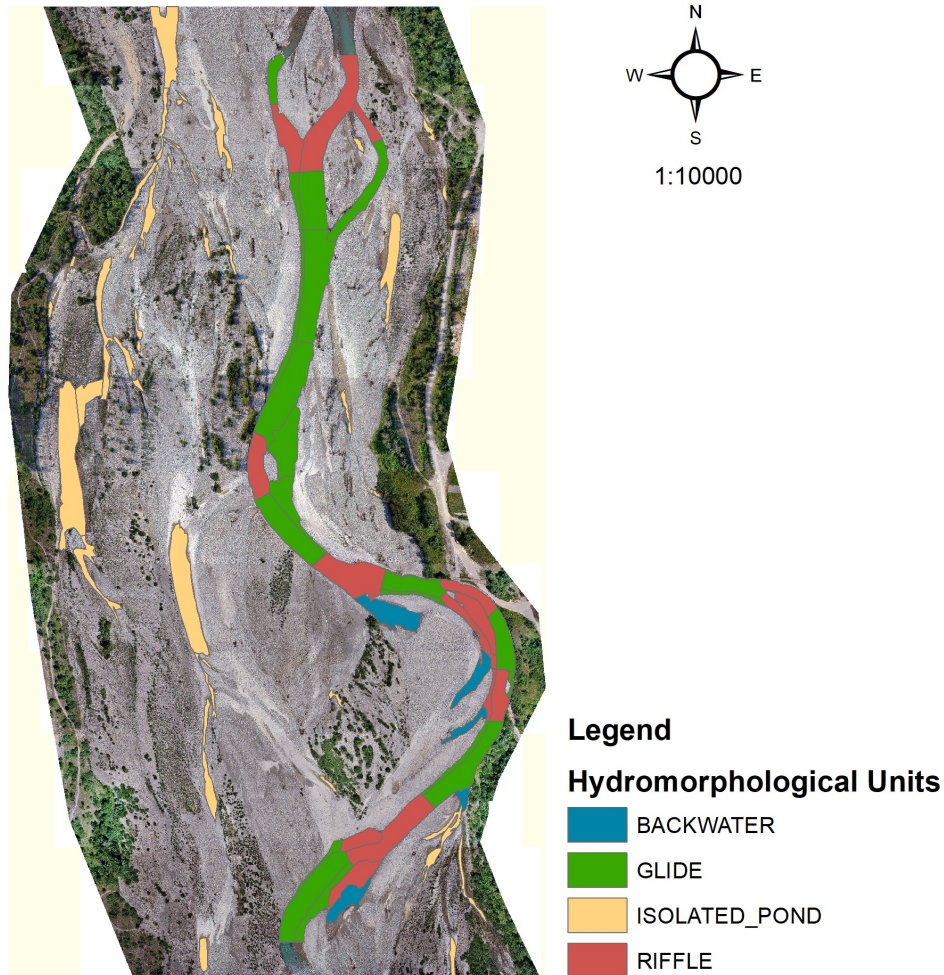 N
W E
S
1:10000
Legend
Hydromorphological Units
BACKWATER
GLIDE
ISOLATED_POND
RIFFLE